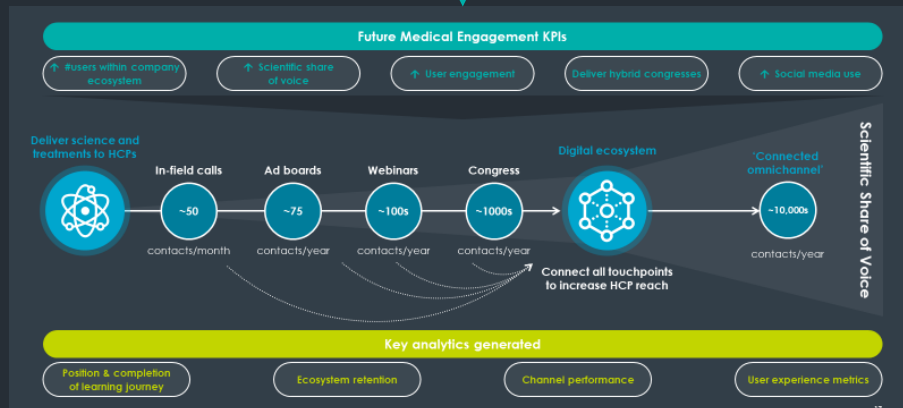 Future Medical Engagement KPIs
↑ #users within company
ecosystem
↑ Scientific share
of voice
↑ User engagement
Deliver hybrid congresses
↑ Social media use
Deliver science and
treatments to HCPs
In-field calls
~50
contacts/month
Ad boards
~75
contacts/year
Webinars
~100s
contacts/year
Congress
~1000s
contacts/year
Digital ecosystem
Connect all touchpoints
to increase HCP reach
'Connected
omnichannel'
~10,000s
contacts/year
Scientific Share of Voice
Key analytics generated
Position & completion
of learning journey
Ecosystem retention
Channel performance
User experience metrics